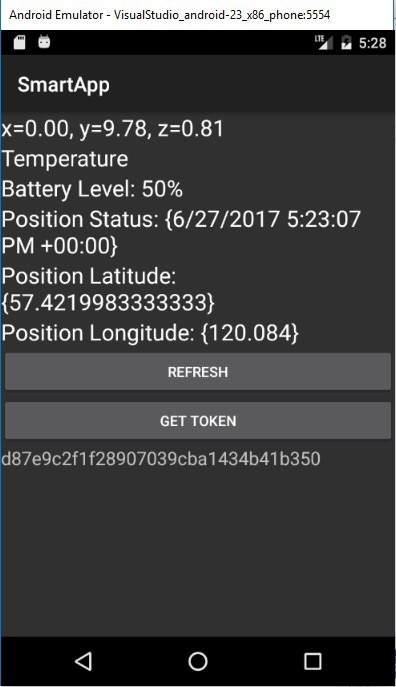 Android Emulator - VisualStudio_android-23_x86_phone:5554
LTE 5:28
SmartApp
x=0.00, y=9.78, z=0.81
Temperature
Battery Level: 50%
Position Status: {6/27/2017 5:23:07
PM +00:00}
Position Latitude:
{57.4219983333333}
Position Longitude: {120.084}
REFRESH
GET TOKEN
d87e9c2f1f28907039cba1434b41b350